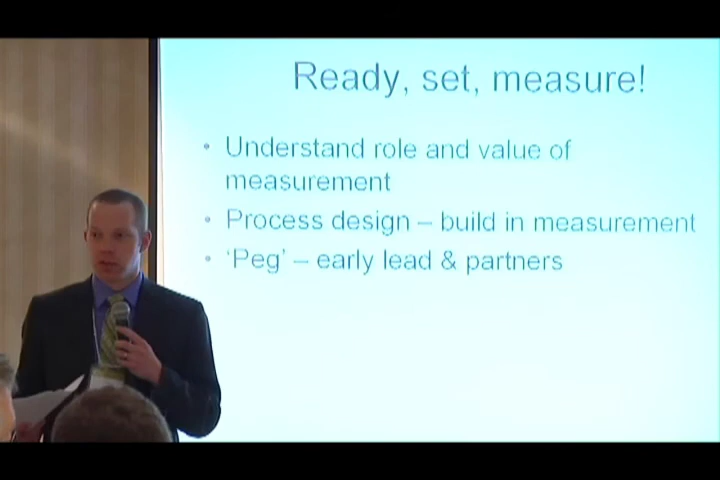 Ready, set, measure!
• Understand role and value of
measurement
• Process design – build in measurement
• ‘Peg’ – early lead & partners